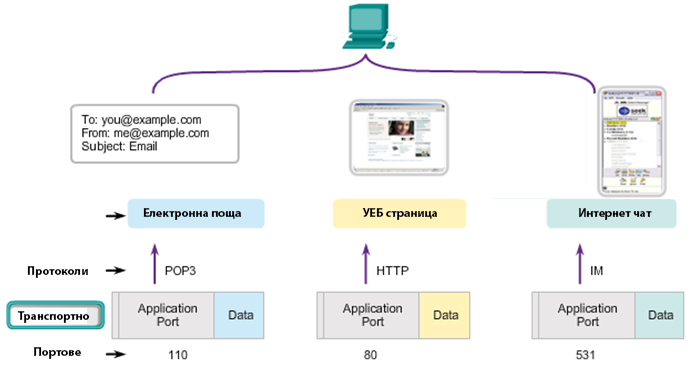 To: you@example.com
From: me@example.com
Subject: Email
seek
Електронна поща
УЕБ страница
Интернет чат
Протоколи
POP3
HTTP
IM
Транспортно
Application Port
Data
Application Port
Data
Application Port
Data
Портове
110
80
531